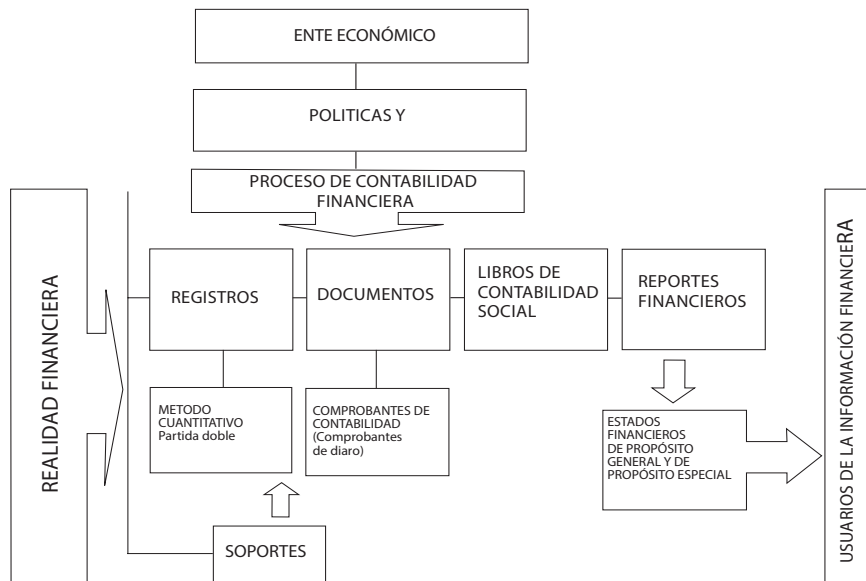 ENTE ECONÓMICO
POLITICAS Y
PROCESO DE CONTABILIDAD
FINANCIERA
REALIDAD FINANCIERA
REGISTROS
DOCUMENTOS
LIBROS DE
CONTABILIDAD
SOCIAL
REPORTES
FINANCIEROS
METODO
CUANTITATIVO
Partida doble
COMPROBANTES DE
CONTABILIDAD
(Comprobantes
de diaro)
ESTADOS
FINANCIEROS
DE PROPÓSITO
GENERAL Y DE
PROPÓSITO ESPECIAL
SOPORTES
USUARIOS DE LA INFORMACIÓN FINANCIERA